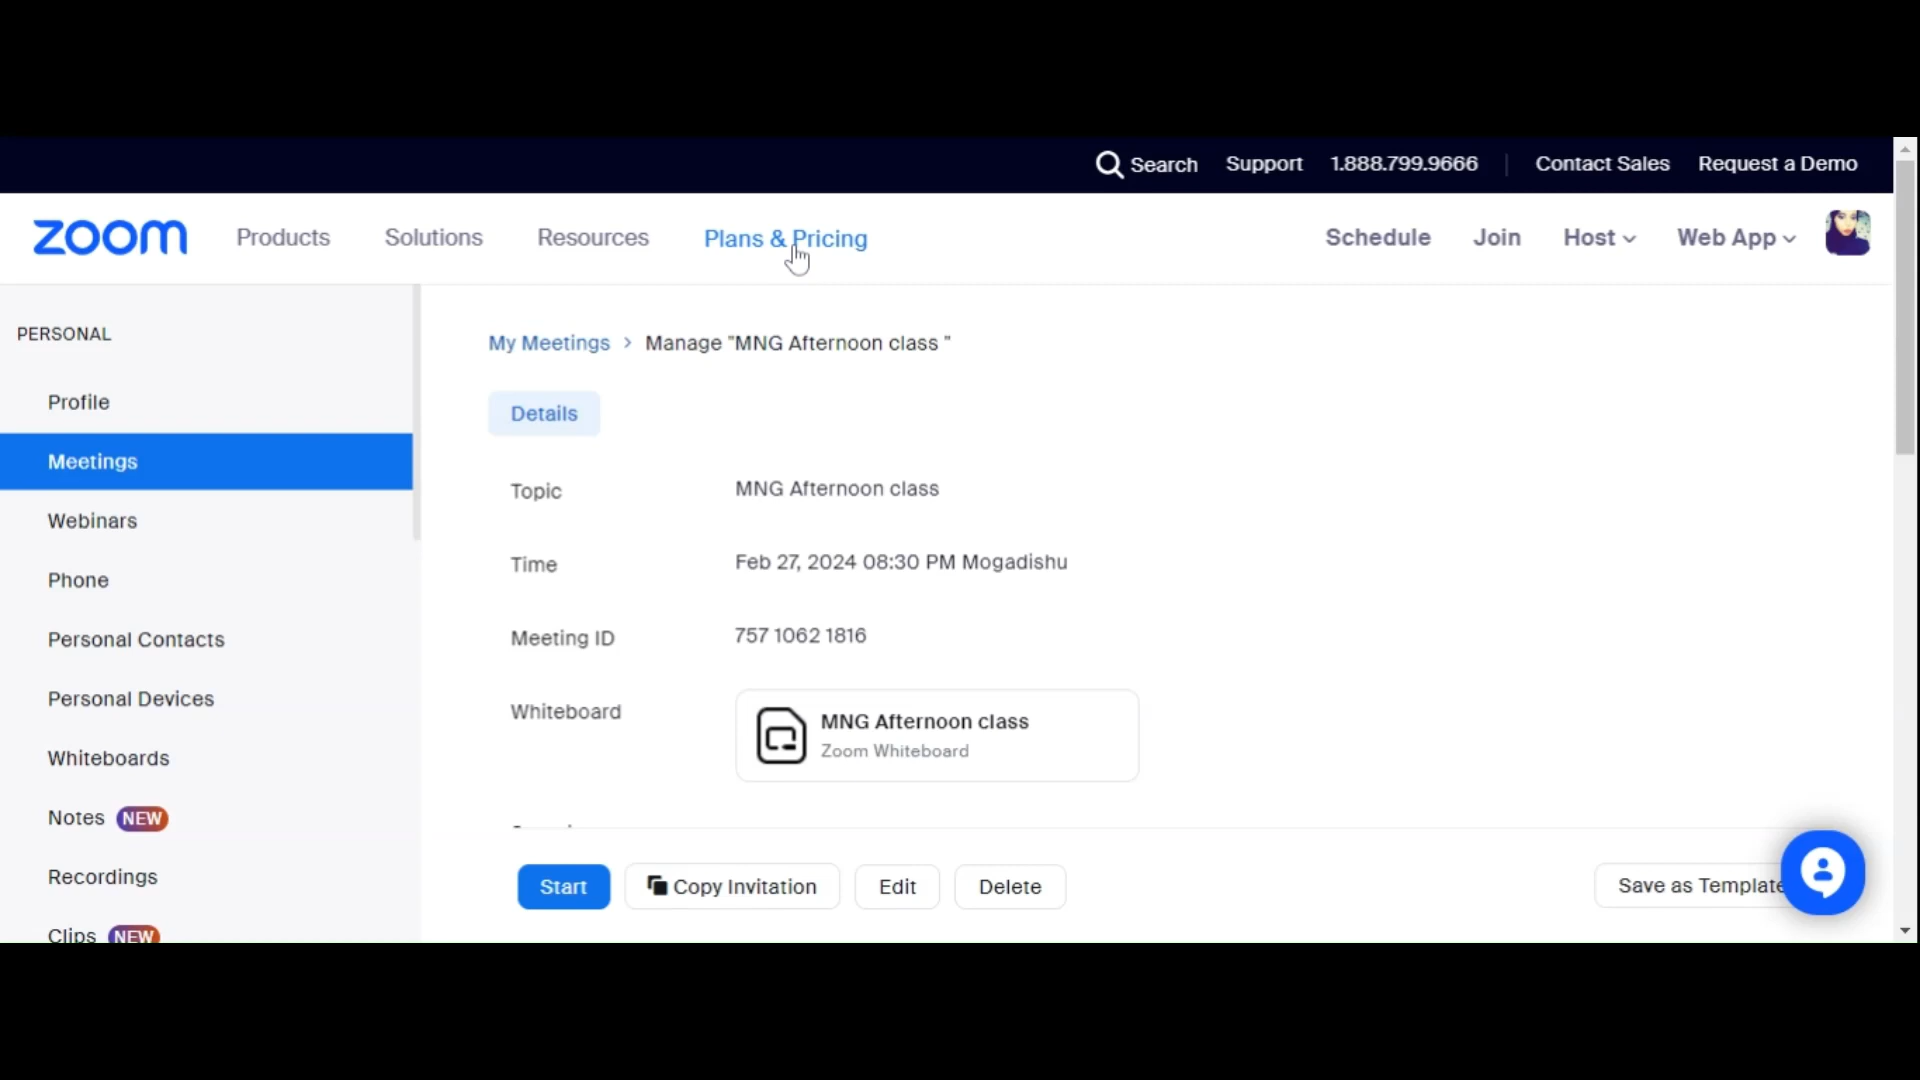 Search Support 1.888.799.9666 Contact Sales Request a Demo
zoom Products Solutions Resources Plans & Pricing Schedule Join Host Web App
PERSONAL
Profile
Meetings
Webinars
Phone
Personal Contacts
Personal Devices
Whiteboards
Notes NEW
Recordings
Clips NEW
My Meetings > Manage "MNG Afternoon class "
Details
Topic MNG Afternoon class
Time Feb 27, 2024 08:30 PM Mogadishu
Meeting ID 757 1062 1816
Whiteboard MNG Afternoon class
Zoom Whiteboard
Start Copy Invitation Edit Delete Save as Template